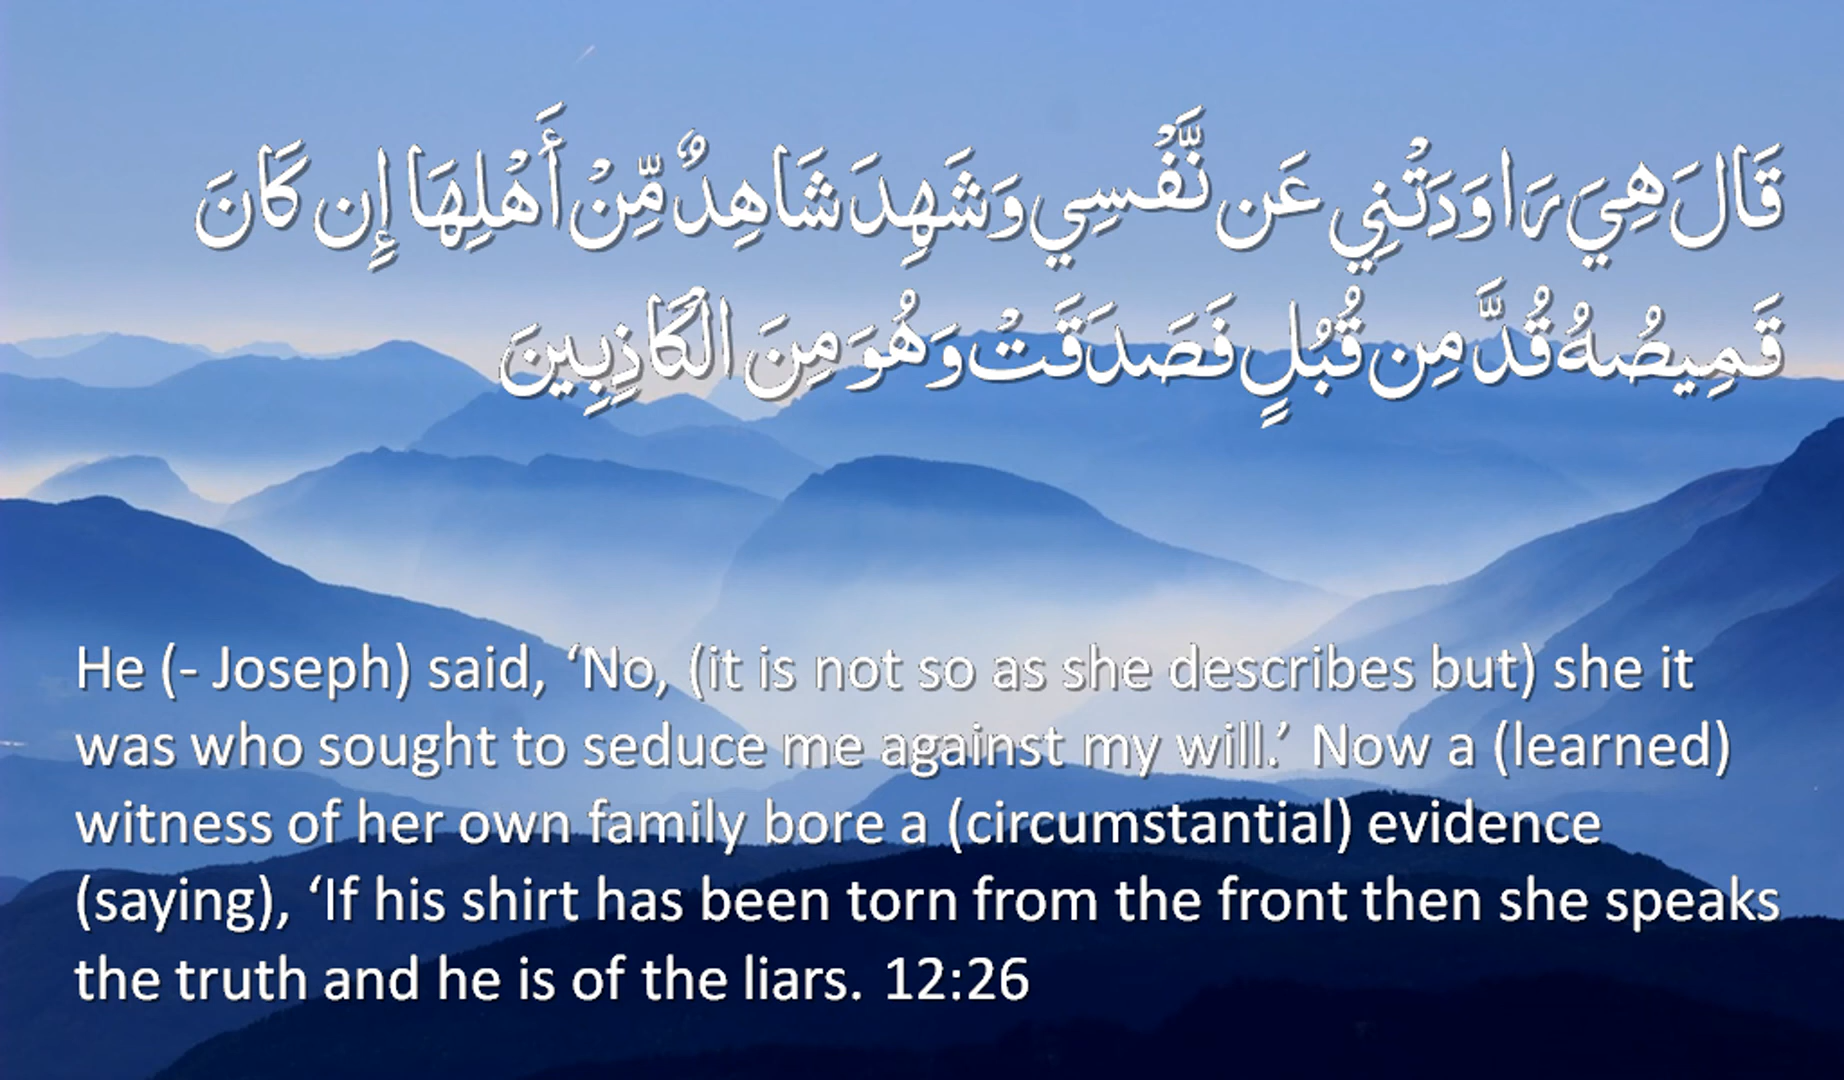 قَالَ هِيَ رَاوَدَتْنِي عَن نَّفْسِي وَشَهِدَ شَاهِدٌ مِّنْ أَهْلِهَا إِن كَانَ
قَمِيصُهُ قُدَّ مِن قُبُلٍ فَصَدَقَتْ وَهُوَ مِنَ الْكَاذِبِينَ
He (- Joseph) said, ‘No, (it is not so as she describes but) she it
was who sought to seduce me against my will.’ Now a (learned)
witness of her own family bore a (circumstantial) evidence
(saying), ‘If his shirt has been torn from the front then she speaks
the truth and he is of the liars. 12:26